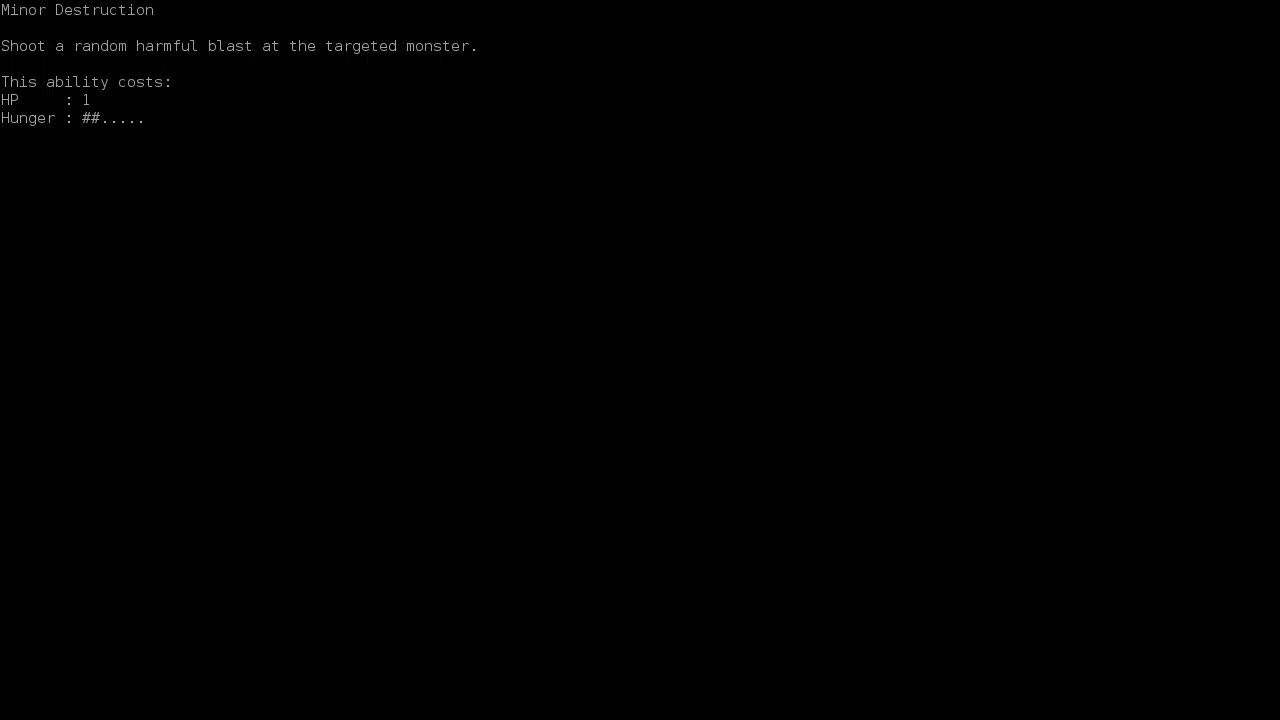 Minor Destruction
Shoot a random harmful blast at the targeted monster.
This ability costs:
HP     : 1
Hunger : ##.....